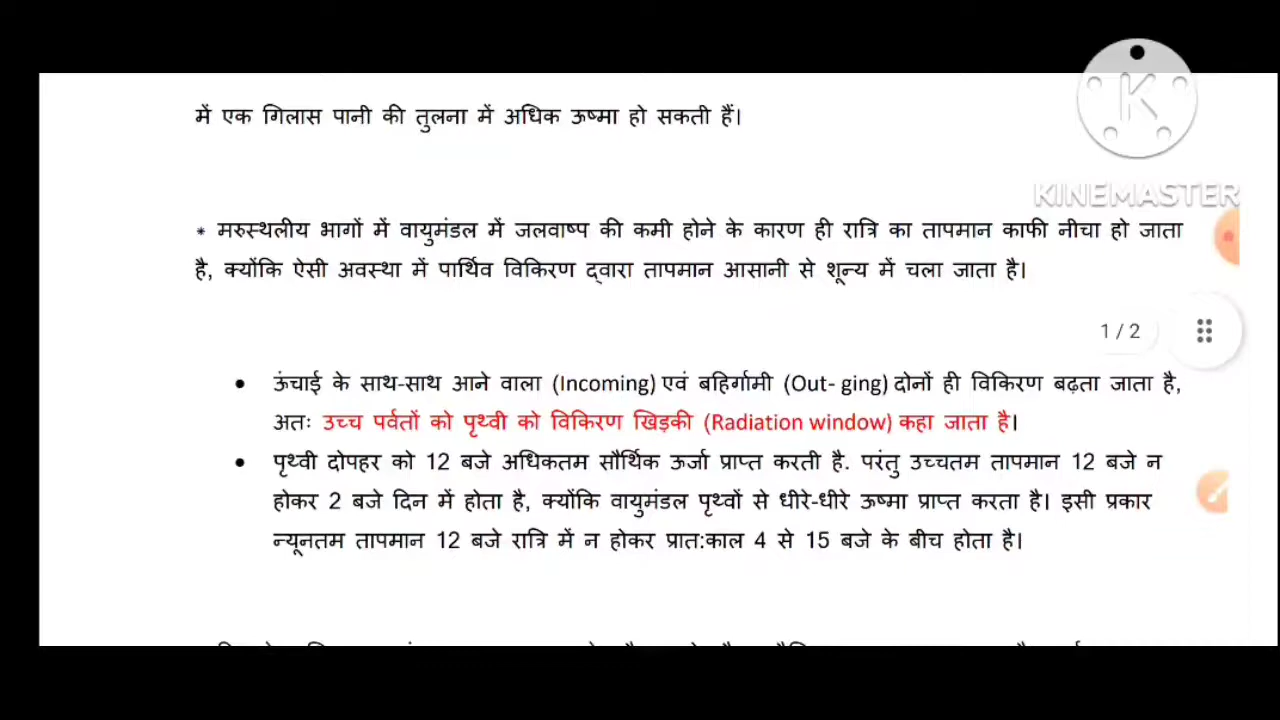 में एक गिलास पानी की तुलना में अधिक ऊष्मा हो सकती हैं।
KINEMASTER
* मरुस्थलीय भागों में वायुमंडल में जलवाष्प की कमी होने के कारण ही रात्रि का तापमान काफी नीचा हो जाता
है, क्योंकि ऐसी अवस्था में पार्थिव विकिरण द्वारा तापमान आसानी से शून्य में चला जाता है।
1 / 2
• ऊंचाई के साथ-साथ आने वाला (Incoming) एवं बहिर्गामी (Out- ging) दोनों ही विकिरण बढ़ता जाता है,
अतः उच्च पर्वतों को पृथ्वी को विकिरण खिड़की (Radiation window) कहा जाता है।
• पृथ्वी दोपहर को 12 बजे अधिकतम सौर्थिक ऊर्जा प्राप्त करती है. परंतु उच्चतम तापमान 12 बजे न
होकर 2 बजे दिन में होता है, क्योंकि वायुमंडल पृथ्वों से धीरे-धीरे ऊष्मा प्राप्त करता है। इसी प्रकार
न्यूनतम तापमान 12 बजे रात्रि में न होकर प्रात:काल 4 से 15 बजे के बीच होता है।